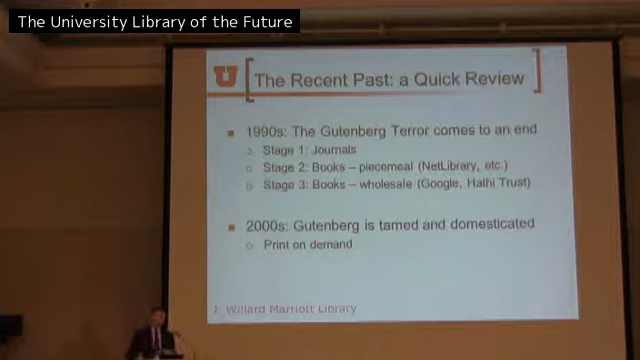 The University Library of the Future
U
The Recent Past: a Quick Review
1990s: The Gutenberg Terror comes to an end
Stage 1: Journals
Stage 2: Books – piecemeal (NetLibrary, etc.)
Stage 3: Books – wholesale (Google, Hathi Trust)
2000s: Gutenberg is tamed and domesticated
Print on demand
J. Willard Marriott Library